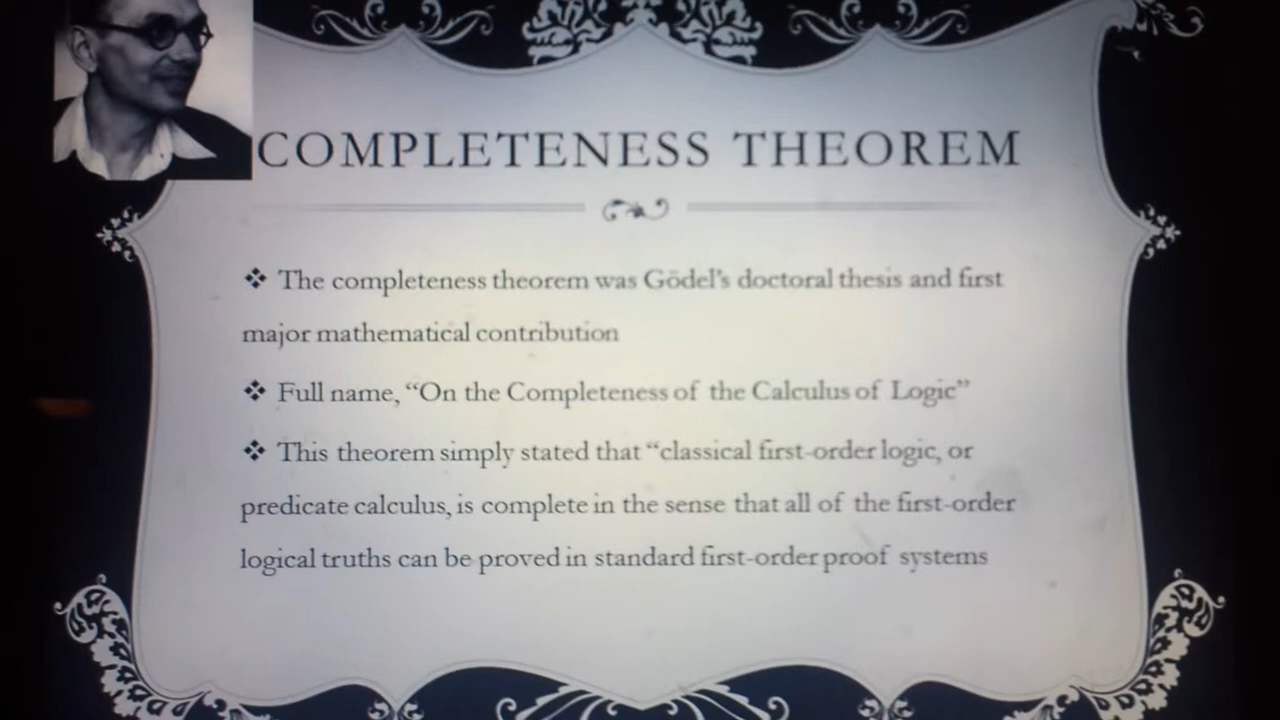 COMPLETENESS THEOREM
❖ The completeness theorem was Gödel's doctoral thesis and first
major mathematical contribution
❖ Full name, “On the Completeness of the Calculus of Logic”
❖ This theorem simply stated that “classical first-order logic, or
predicate calculus, is complete in the sense that all of the first-order
logical truths can be proved in standard first-order proof systems